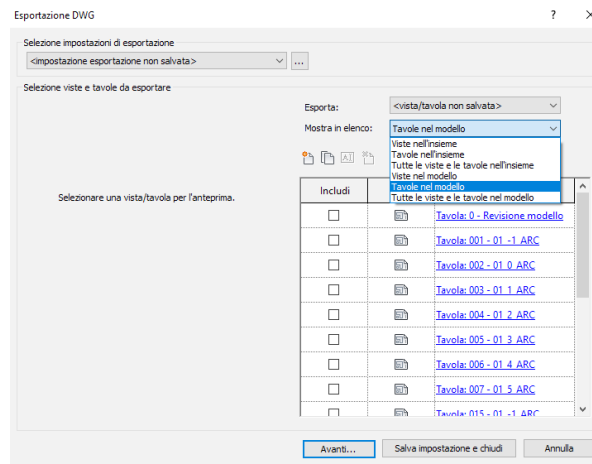 Esportazione DWG
?
Selezione impostazioni di esportazione
<impostazione esportazione non salvata>
...
Selezione viste e tavole da esportare
Esporta:
<vista/tavola non salvata>
Mostra in elenco:
Tavole nel modello
Viste nell'insieme
Tavole nell'insieme
Tutte le viste e le tavole nell'insieme
Viste nel modello
Tavole nel modello
Tutte le viste e le tavole nel modello
Selezionare una vista/tavola per l'anteprima.
Includi
Tavola: 0 - Revisione modello
Tavola: 001 - 01 -1 ARC
Tavola: 002 - 01 0 ARC
Tavola: 003 - 01 1 ARC
Tavola: 004 - 01 2 ARC
Tavola: 005 - 01 3 ARC
Tavola: 006 - 01 4 ARC
Tavola: 007 - 01 5 ARC
Tavola: 015 - 01 -1 ARC
Avanti...
Salva impostazione e chiudi
Annulla